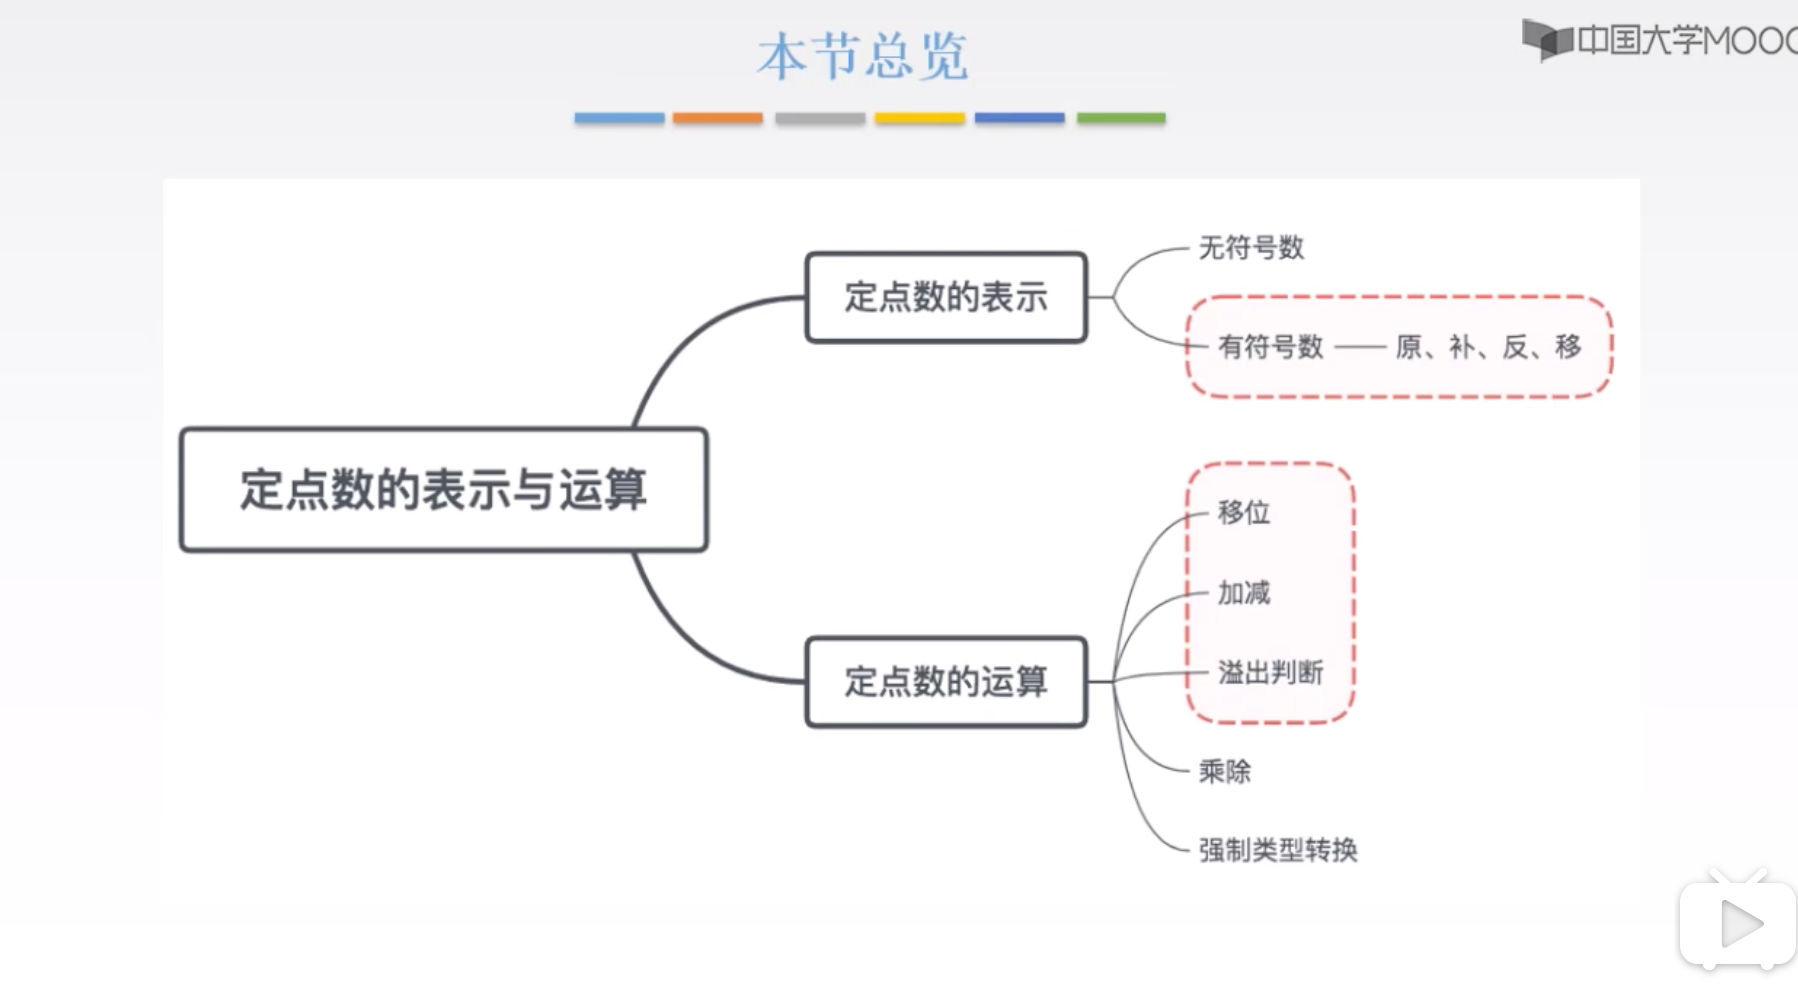 本节总览
中国大学MOOC
定点数的表示与运算
定点数的表示
无符号数
有符号数 原、补、反、移
定点数的运算
移位
加减
溢出判断
乘除
强制类型转换